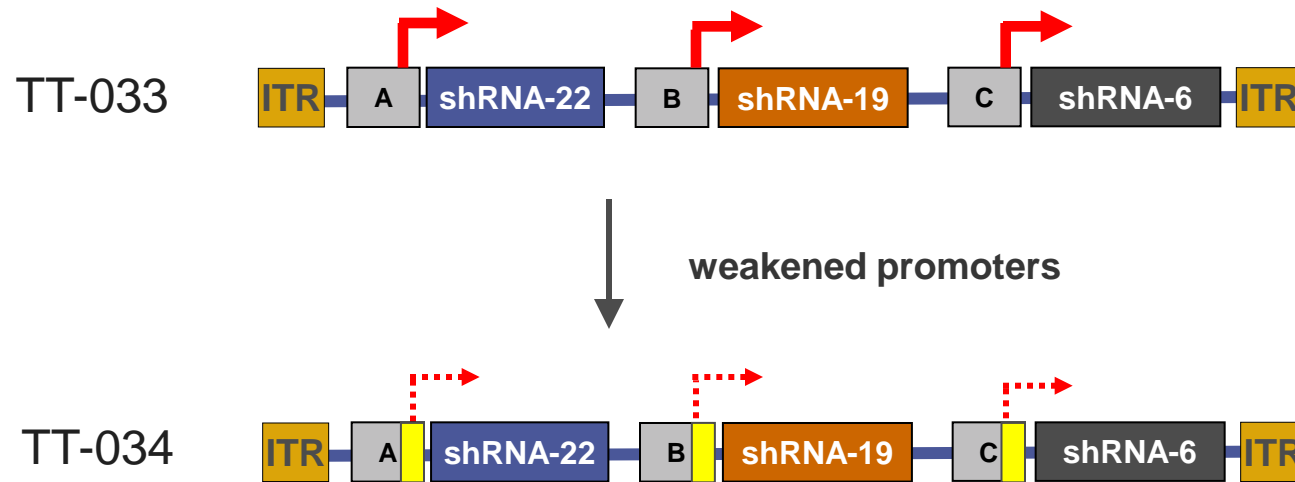 TT-033
ITR A shRNA-22 B shRNA-19 C shRNA-6 ITR
weakened promoters
TT-034
ITR A shRNA-22 B shRNA-19 C shRNA-6 ITR